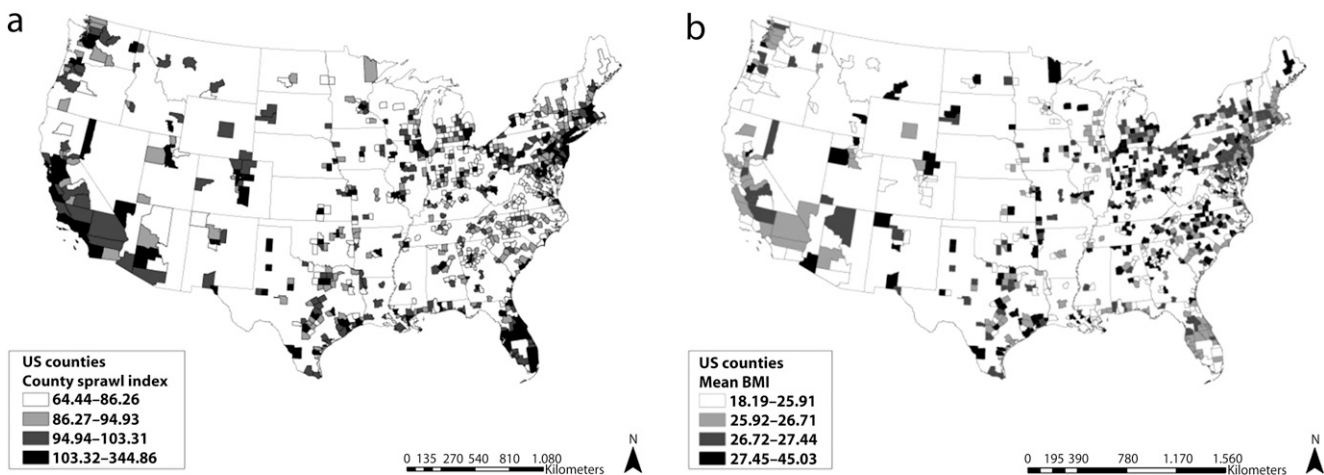 a
US counties
County sprawl index
64.44–86.26
86.27–94.93
94.94–103.31
103.32–344.86
0 135 270 540 810 1.080
Kilometers
N
b
US counties
Mean BMI
18.19–25.91
25.92–26.71
26.72–27.44
27.45–45.03
0 195 390 780 1.170 1.560
Kilometers
N